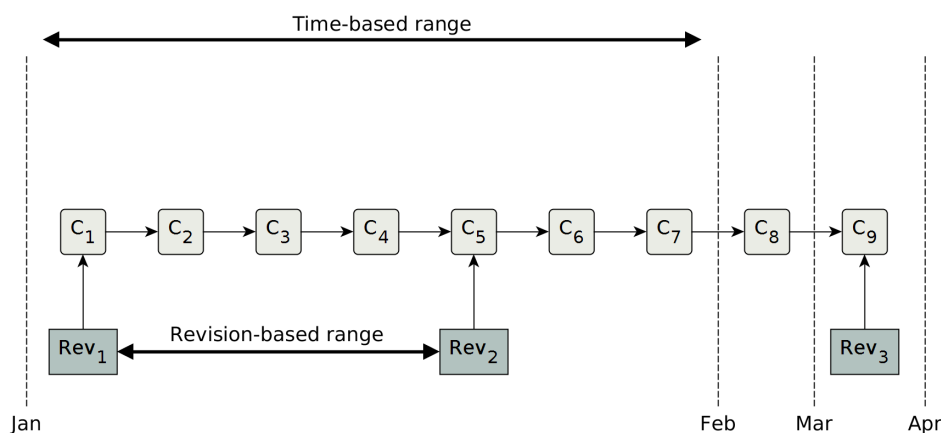 Time-based range
C1 C2 C3 C4 C5 C6 C7 C8 C9
Revision-based range
Rev1 Rev2 Rev3
Jan Feb Mar Apr